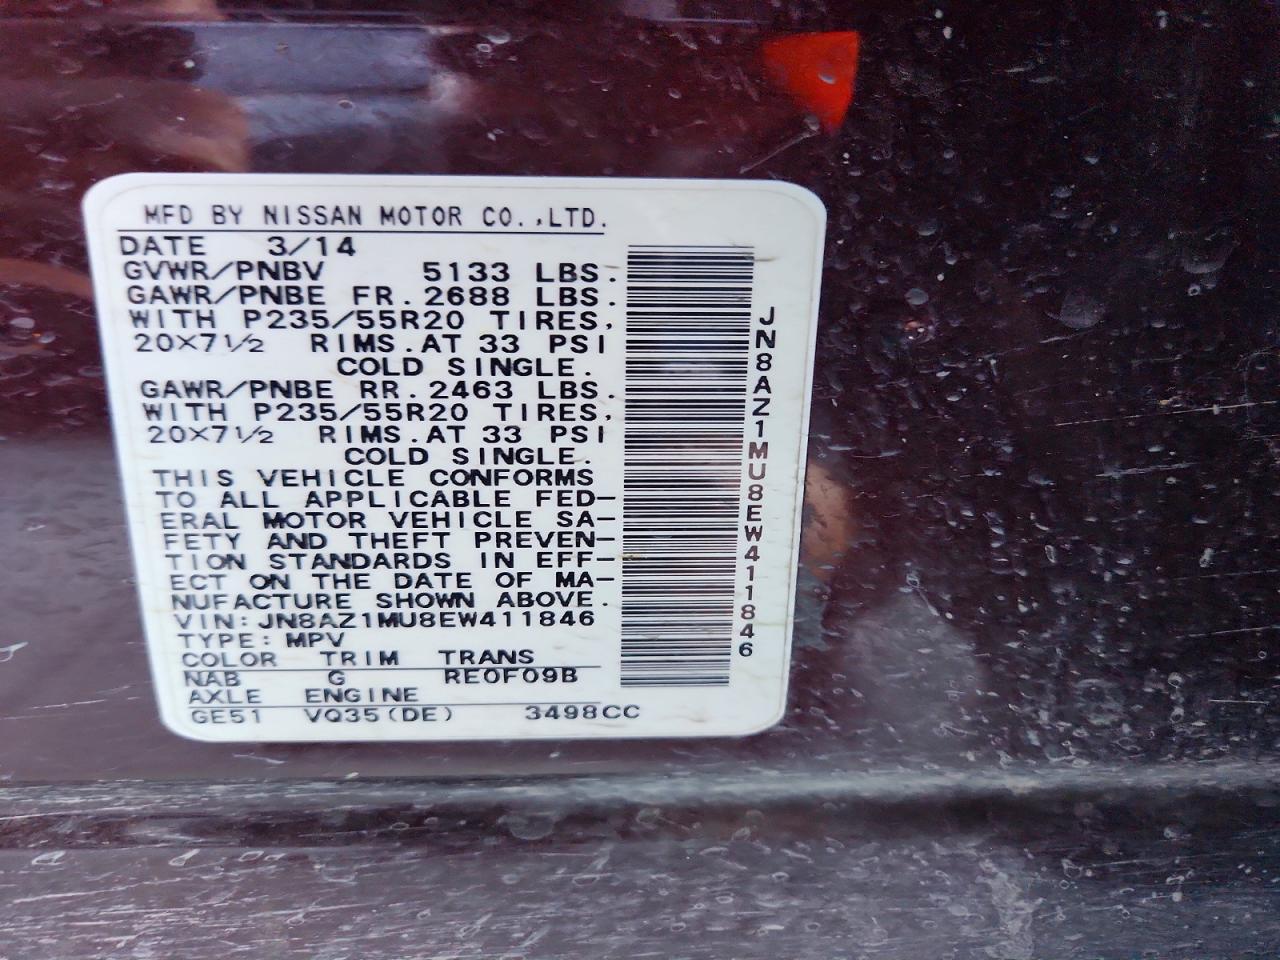 MFD BY NISSAN MOTOR CO.,LTD.
DATE 3/14
GVWR/PNBV 5133 LBS.
GAWR/PNBE FR.2688 LBS.
WITH P235/55R20 TIRES,
20×7½ RIMS.AT 33 PSI
COLD SINGLE.
GAWR/PNBE RR.2463 LBS.
WITH P235/55R20 TIRES,
20×7½ RIMS.AT 33 PSI
COLD SINGLE.
THIS VEHICLE CONFORMS
TO ALL APPLICABLE FED-
ERAL MOTOR VEHICLE SA-
FETY AND THEFT PREVEN-
TION STANDARDS IN EFF-
ECT ON THE DATE OF MA-
NUFACTURE SHOWN ABOVE.
VIN:JN8AZ1MU8EW411846
TYPE:MPV
COLOR TRIM TRANS
NAB G RE0F09B
AXLE ENGINE
GE51 VQ35(DE) 3498CC
JN8AZ1MU8EW411846